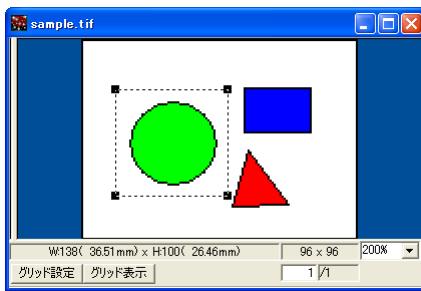 sample.tif
W:138( 36.51mm) × H:100( 26.46mm) 96 × 96 200%
グリッド設定 グリッド表示 1 /1